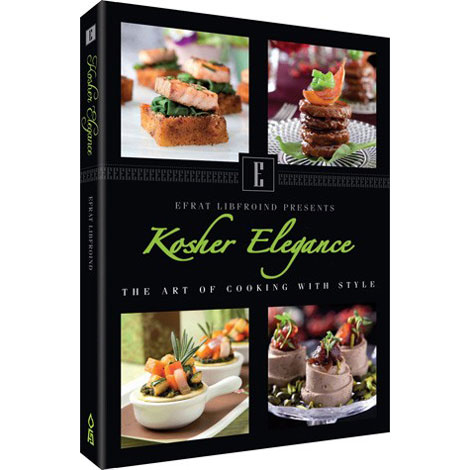 E
Kosher Elegance
EFRAT LIBFROIND
E
EFRAT LIBFROIND PRESENTS
Kosher Elegance
THE ART OF COOKING WITH STYLE